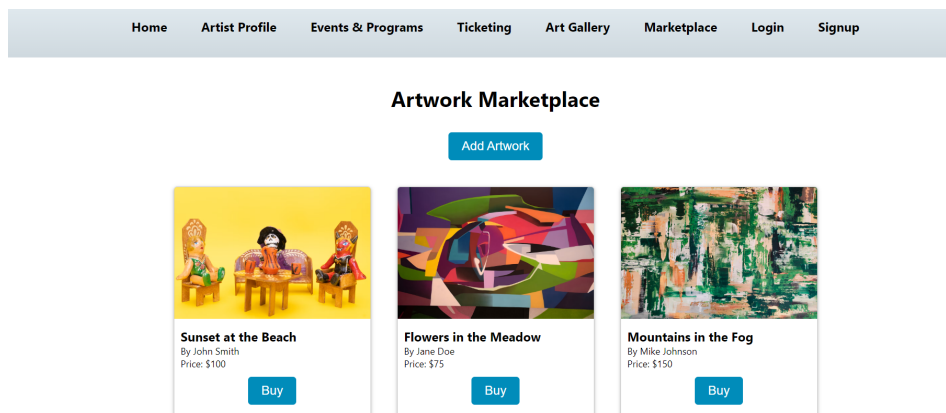 Home Artist Profile Events & Programs Ticketing Art Gallery Marketplace Login Signup
Artwork Marketplace
Add Artwork
Sunset at the Beach
By John Smith
Price: $100
Buy
Flowers in the Meadow
By Jane Doe
Price: $75
Buy
Mountains in the Fog
By Mike Johnson
Price: $150
Buy